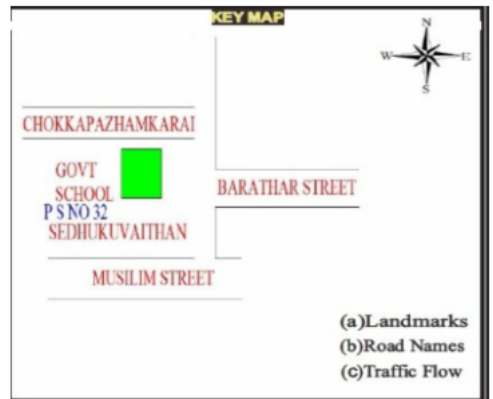 KEY MAP
N
W E
S
CHOKKAPAZHAMKARAI
GOVT
SCHOOL
P S NO 32
SEDHUKUVAITHAN
BARATHAR STREET
MUSILIM STREET
(a)Landmarks
(b)Road Names
(c)Traffic Flow